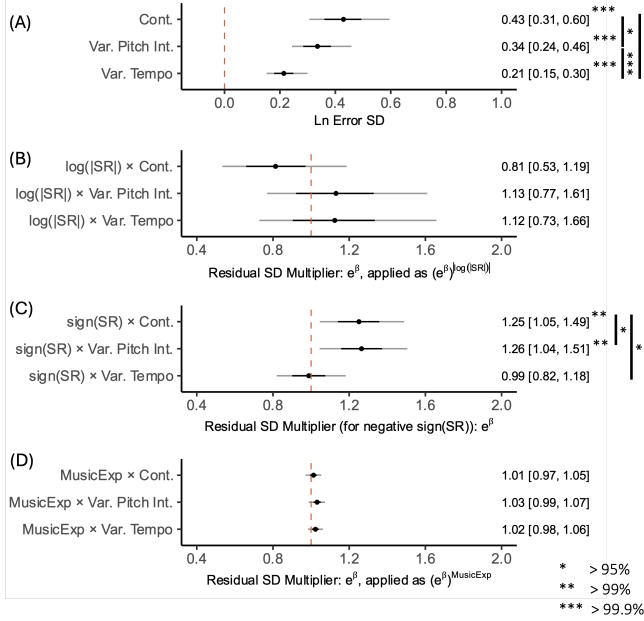 (A)
Cont. 0.43 [0.31, 0.60] ***
Var. Pitch Int. 0.34 [0.24, 0.46] *** *
Var. Tempo 0.21 [0.15, 0.30] *** ***
0.0 0.2 0.4 0.6 0.8 1.0
Ln Error SD
(B)
log(|SR|) × Cont. 0.81 [0.53, 1.19]
log(|SR|) × Var. Pitch Int. 1.13 [0.77, 1.61]
log(|SR|) × Var. Tempo 1.12 [0.73, 1.66]
0.4 0.8 1.2 1.6 2.0
Residual SD Multiplier: e^β, applied as (e^β)^|log(|SR|)|
(C)
sign(SR) × Cont. 1.25 [1.05, 1.49] **
sign(SR) × Var. Pitch Int. 1.26 [1.04, 1.51] ** * *
sign(SR) × Var. Tempo 0.99 [0.82, 1.18]
0.4 0.8 1.2 1.6 2.0
Residual SD Multiplier (for negative sign(SR)): e^β
(D)
MusicExp × Cont. 1.01 [0.97, 1.05]
MusicExp × Var. Pitch Int. 1.03 [0.99, 1.07]
MusicExp × Var. Tempo 1.02 [0.98, 1.06]
0.4 0.8 1.2 1.6 2.0
Residual SD Multiplier: e^β, applied as (e^β)^MusicExp
* > 95%
** > 99%
*** > 99.9%